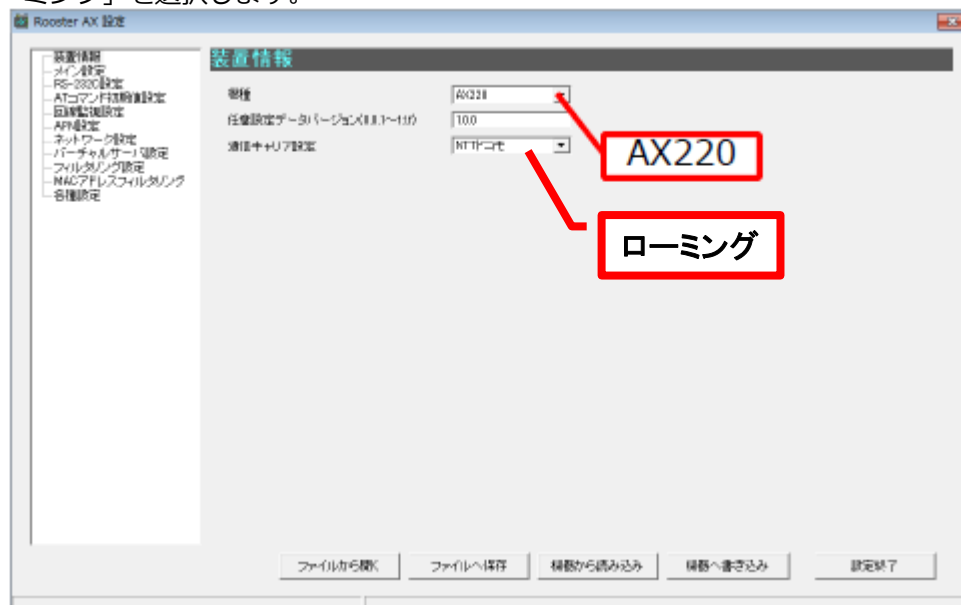 ミング」を選択します。
Rooster AX 設定
装置情報
メイン設定
RS-232C設定
ATコマンド初期値設定
回線監視設定
APN設定
ネットワーク設定
バーチャルサーバ設定
フィルタリング設定
MACアドレスフィルタリング
各種設定
装置情報
機種
AX220
任意設定データバージョン
1.0.0
通信キャリア設定
NTTドコモ
AX220
ローミング
ファイルから開く
ファイルへ保存
機器から読み込み
機器へ書き込み
設定終了